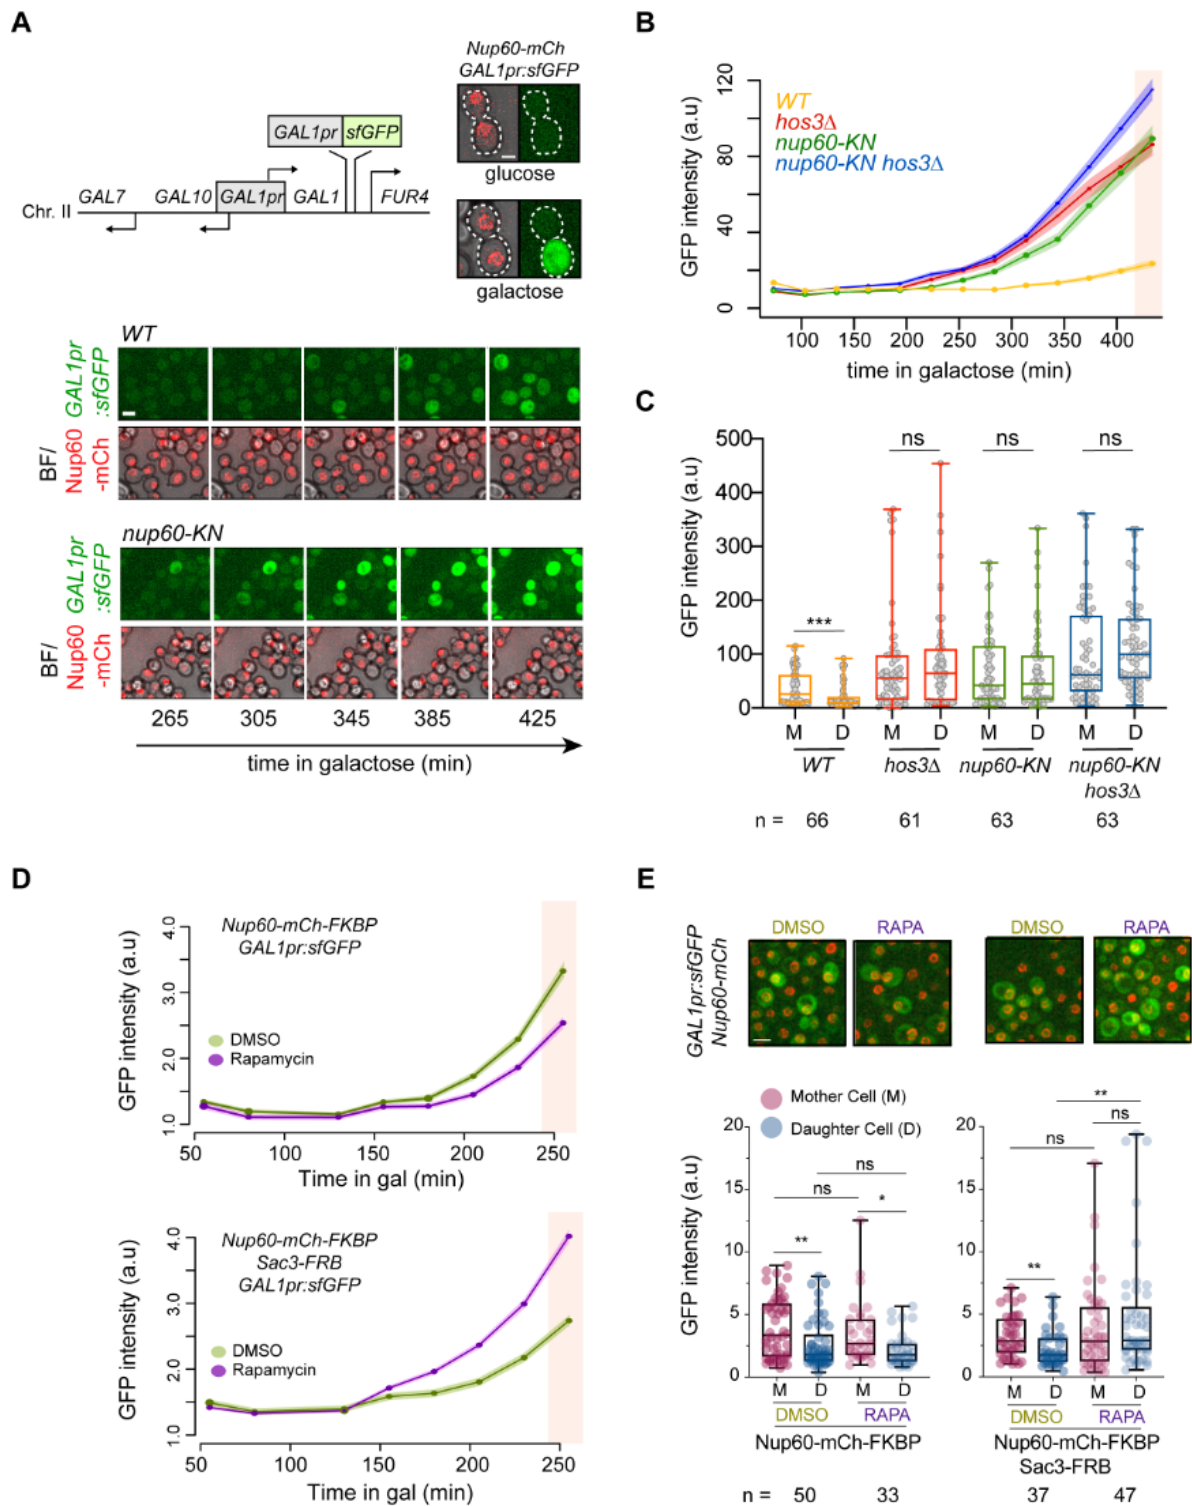 A
Nup60-mCh
GAL1pr:sfGFP
GAL1pr sfGFP
glucose
GAL7 GAL10 GAL1pr GAL1 FUR4
Chr. II
galactose
WT
GAL1pr
:sfGFP
BF/
Nup60
-mCh
nup60-KN
GAL1pr
:sfGFP
BF/
Nup60
-mCh
265 305 345 385 425
time in galactose (min)
B
GFP intensity (a.u)
120
80
40
0
WT
hos3Δ
nup60-KN
nup60-KN hos3Δ
100 150 200 250 300 350 400
time in galactose (min)
C
GFP intensity (a.u)
500
400
300
200
100
0
*** ns ns ns
M D M D M D M D
WT hos3Δ nup60-KN nup60-KN
hos3Δ
n = 66 61 63 63
D
GFP intensity (a.u)
4.0
3.0
2.0
1.0
Nup60-mCh-FKBP
GAL1pr:sfGFP
DMSO
Rapamycin
50 100 150 200 250
Time in gal (min)
GFP intensity (a.u)
4.0
3.0
2.0
1.0
Nup60-mCh-FKBP
Sac3-FRB
GAL1pr:sfGFP
DMSO
Rapamycin
50 100 150 200 250
Time in gal (min)
E
GAL1pr:sfGFP
Nup60-mCh
DMSO RAPA DMSO RAPA
Mother Cell (M)
Daughter Cell (D)
GFP intensity (a.u)
20
15
10
5
0
ns
ns
*
**
M D M D
DMSO RAPA
Nup60-mCh-FKBP
20
15
10
5
0
**
ns
ns
**
M D M D
DMSO RAPA
Nup60-mCh-FKBP
Sac3-FRB
n = 50 33 37 47